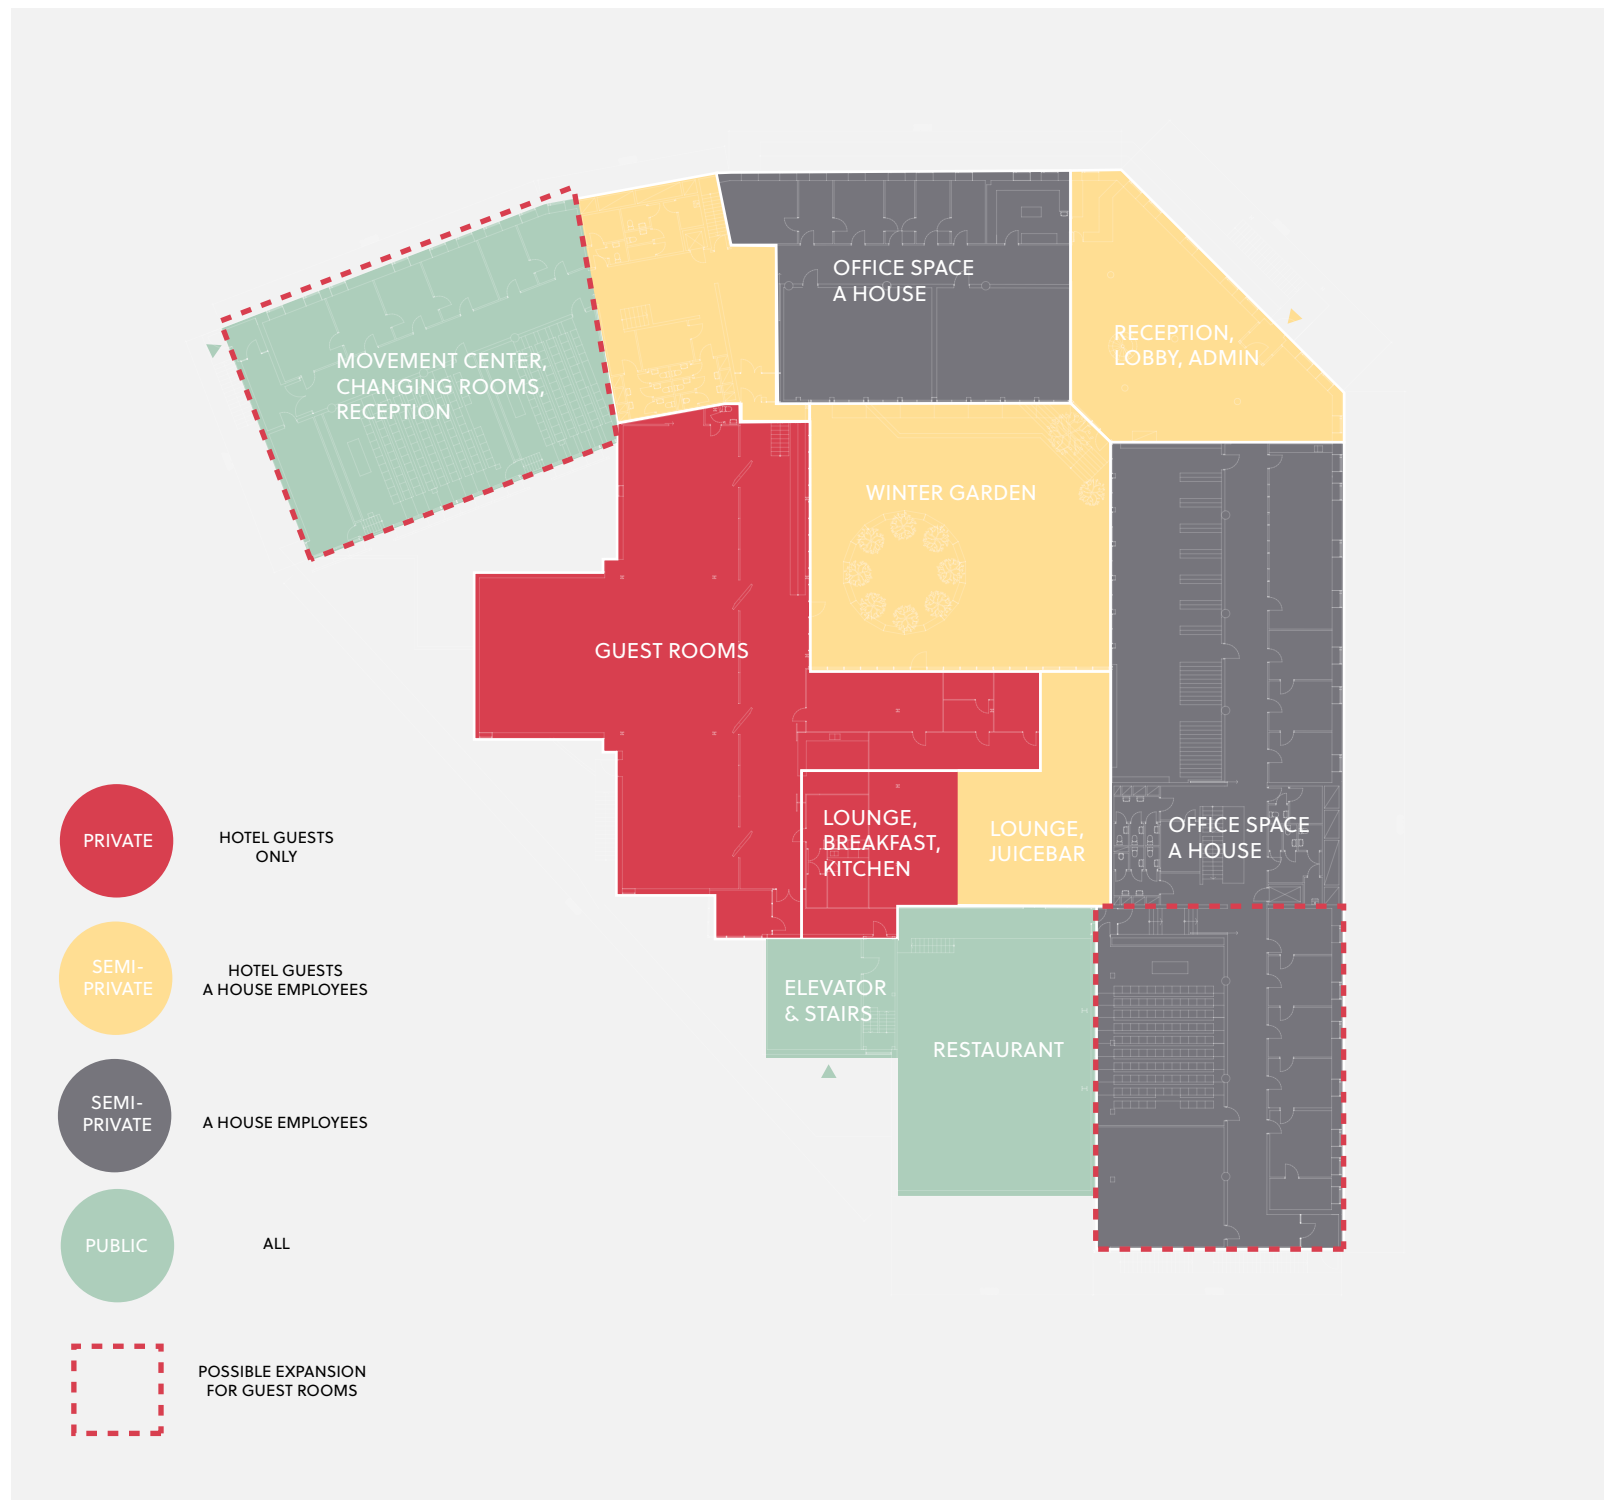 OFFICE SPACE
A HOUSE
RECEPTION,
LOBBY, ADMIN.
MOVEMENT CENTER,
CHANGING ROOMS,
RECEPTION
WINTER GARDEN
GUEST ROOMS
LOUNGE,
BREAKFAST,
KITCHEN
LOUNGE,
JUICEBAR
OFFICE SPACE
A HOUSE
ELEVATOR
& STAIRS
RESTAURANT
PRIVATE
HOTEL GUESTS
ONLY
SEMI-
PRIVATE
HOTEL GUESTS
A HOUSE EMPLOYEES
SEMI-
PRIVATE
A HOUSE EMPLOYEES
PUBLIC
ALL
POSSIBLE EXPANSION
FOR GUEST ROOMS